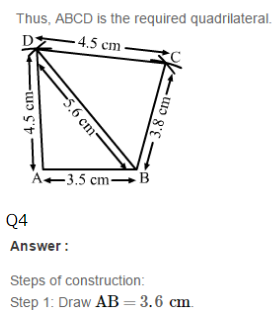 Thus, ABCD is the required quadrilateral.
D
4.5 cm
C
4.5 cm
5.6 cm
3.8 cm
A
3.5 cm
B
Q4
Answer :
Steps of construction:
Step 1: Draw AB = 3.6 cm.